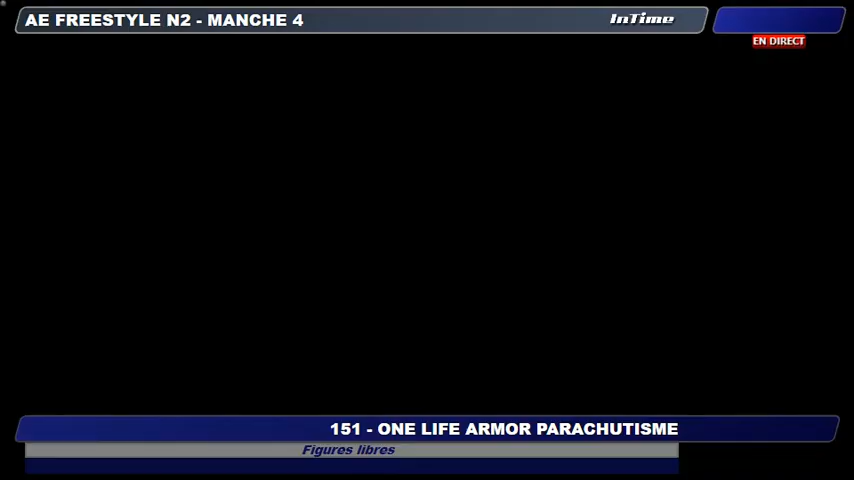 AE FREESTYLE N2 - MANCHE 4
InTime
EN DIRECT
151 - ONE LIFE ARMOR PARACHUTISME
Figures libres